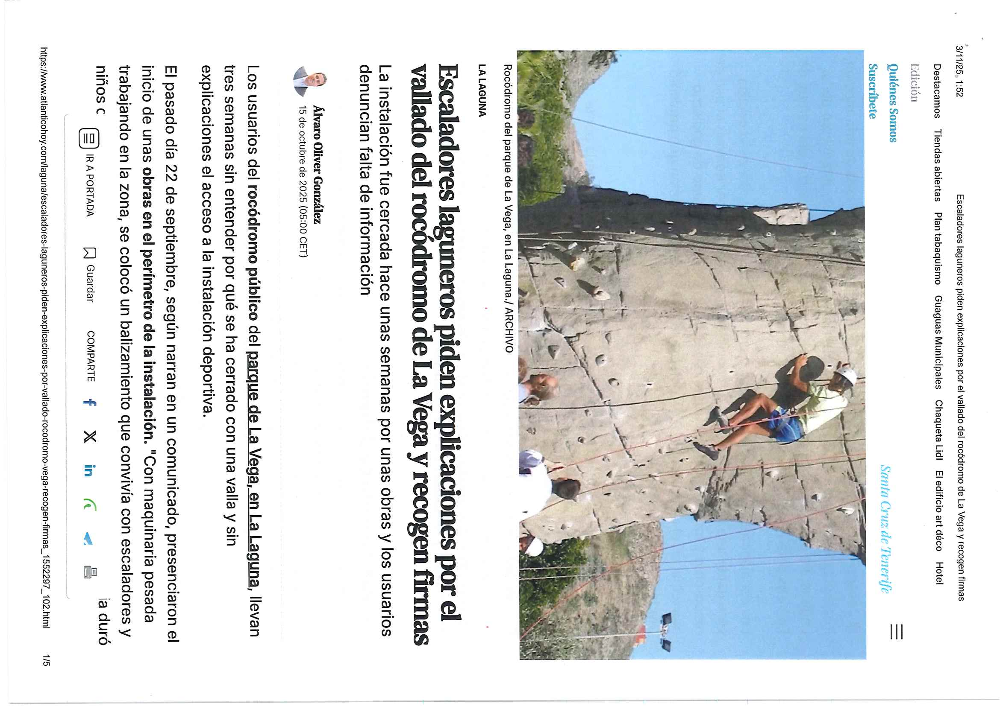 3/11/25, 1:52
Escaladores laguneros piden explicaciones por el vallado del rocódromo de La Vega y recogen firmas
Destacamos Tiendas abiertas Plan tabaquismo Guaguas Municipales Chaqueta Lidl El edificio art déco Hotel
Edición
Quiénes Somos
Suscríbete
Santa Cruz de Tenerife
Rocódromo del parque de La Vega, en La Laguna./ ARCHIVO
LA LAGUNA
Escaladores laguneros piden explicaciones por el
vallado del rocódromo de La Vega y recogen firmas
La instalación fue cercada hace unas semanas por unas obras y los usuarios
denuncian falta de información
Álvaro Oliver González
15 de octubre de 2025 (05:00 CET)
Los usuarios del rocódromo público del parque de La Vega, en La Laguna, llevan
tres semanas sin entender por qué se ha cerrado con una valla y sin
explicaciones el acceso a la instalación deportiva.
El pasado día 22 de septiembre, según narran en un comunicado, presenciaron el
inicio de unas obras en el perímetro de la instalación. "Con maquinaria pesada
trabajando en la zona, se colocó un balizamiento que convivía con escaladores y
niños c ia duró
IR A PORTADA Guardar COMPARTE f X in
https://www.atlanticohoy.com/laguna/escaladores-laguneros-piden-explicaciones-por-vallado-rocodromo-vega-recogen-firmas_1552297_102.html
1/5